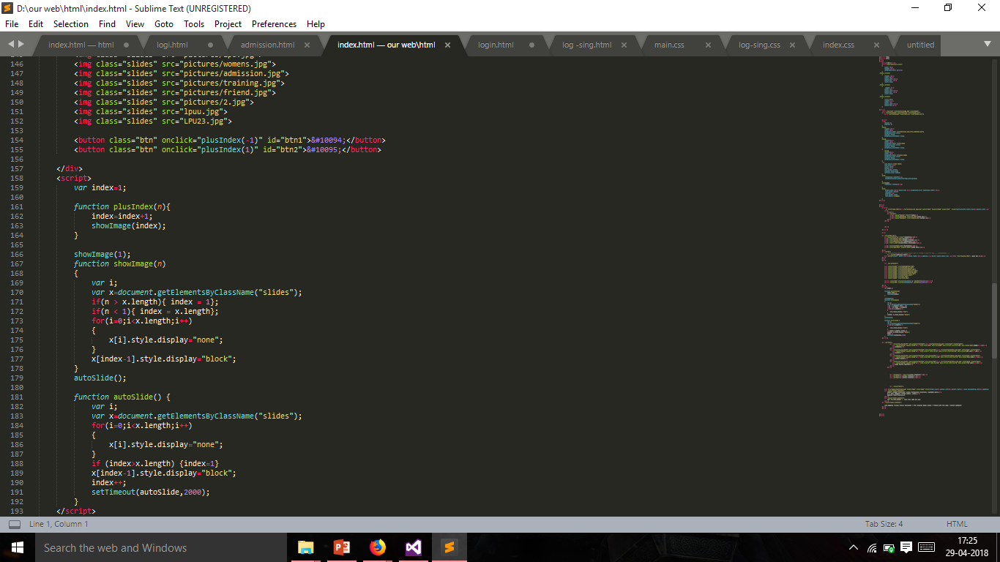 D:\our web\html\index.html - Sublime Text (UNREGISTERED)
File Edit Selection Find View Goto Tools Project Preferences Help
index.html — html logi.html admission.html index.html — our web\html login.html log -sing.html main.css log-sing.css index.css untitled
146 <img class="slides" src="pictures/womens.jpg">
147 <img class="slides" src="pictures/admission.jpg">
148 <img class="slides" src="pictures/training.jpg">
149 <img class="slides" src="pictures/friend.jpg">
150 <img class="slides" src="pictures/2.jpg">
151 <img class="slides" src="lpuu.jpg">
152 <img class="slides" src="LPU23.jpg">
153
154 <button class="btn" onclick="plusIndex(-1)" id="btn1">&#10094;</button>
155 <button class="btn" onclick="plusIndex(1)" id="btn2">&#10095;</button>
156
157 </div>
158 <script>
159 var index=1;
160
161 function plusIndex(n){
162 index=index+1;
163 showImage(index);
164 }
165
166 showImage(1);
167 function showImage(n)
168 {
169 var i;
170 var x=document.getElementsByClassName("slides");
171 if(n > x.length){ index = 1};
172 if(n < 1){ index = x.length};
173 for(i=0;i<x.length;i++)
174 {
175 x[i].style.display="none";
176 }
177 x[index-1].style.display="block";
178 }
179 autoSlide();
180
181 function autoSlide() {
182 var i;
183 var x=document.getElementsByClassName("slides");
184 for(i=0;i<x.length;i++)
185 {
186 x[i].style.display="none";
187 }
188 if (index>x.length) {index=1}
189 x[index-1].style.display="block";
190 index++;
191 setTimeout(autoSlide,2000);
192 }
193 </script>
Line 1, Column 1 Tab Size: 4 HTML
Search the web and Windows
17:25
29-04-2018